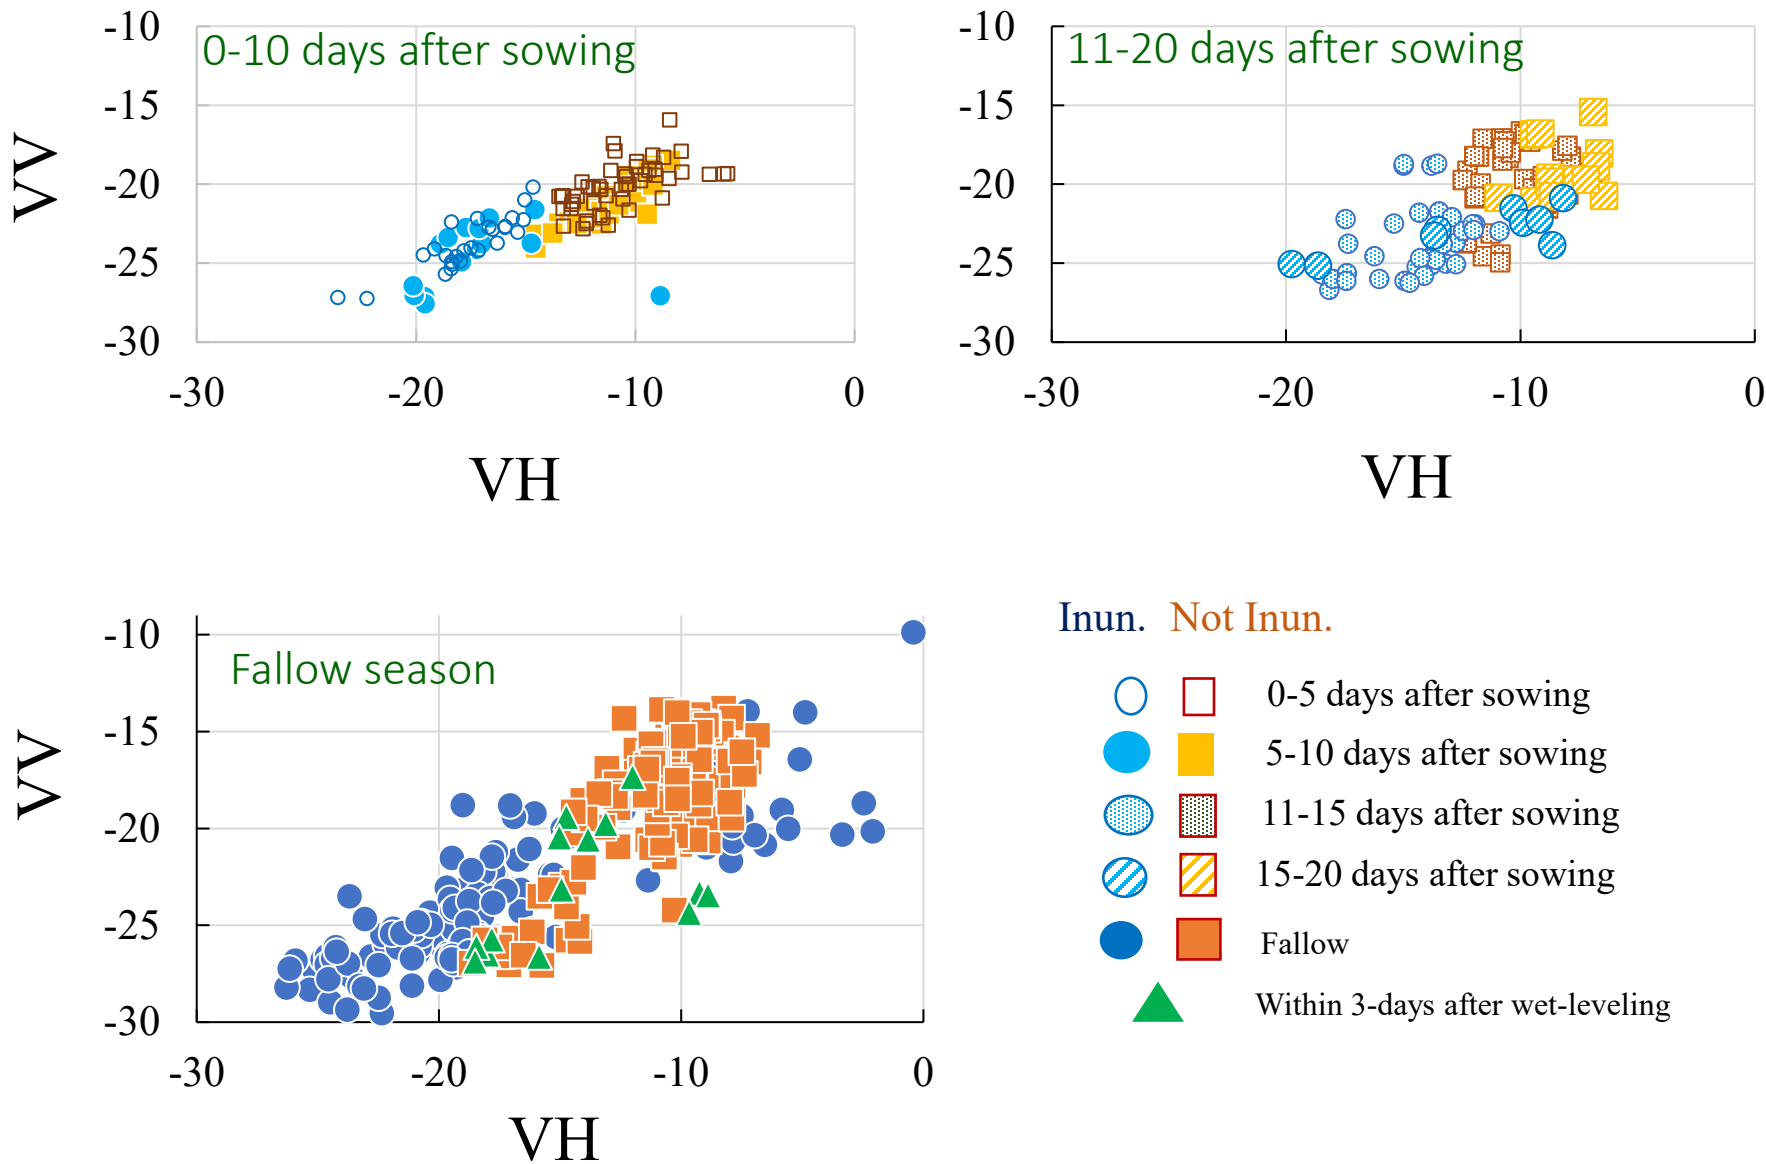 0-10 days after sowing
-10
-15
-20
-25
-30
-30
-20
-10
0
VV
VH
11-20 days after sowing
-10
-15
-20
-25
-30
-30
-20
-10
0
VH
Fallow season
-10
-15
-20
-25
-30
-30
-20
-10
0
VV
VH
Inun. Not Inun.
0-5 days after sowing
5-10 days after sowing
11-15 days after sowing
15-20 days after sowing
Fallow
Within 3-days after wet-leveling